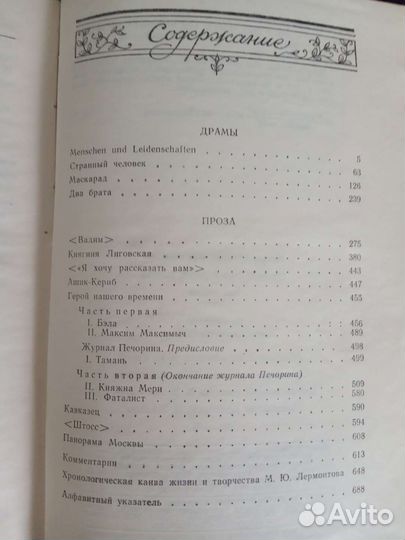 Содержание
ДРАМЫ
Menschen und Leidenschaften 5
Странный человек 63
Маскарад 126
Два брата 239
ПРОЗА
<Вадим> 275
Княгиня Лиговская 380
<«Я хочу рассказать вам»> 443
Ашик-Кериб 447
Герой нашего времени 455
Часть первая
I. Бэла 456
II. Максим Максимыч 489
Журнал Печорина. Предисловие 498
I. Тамань 499
Часть вторая (Окончание журнала Печорина)
II. Княжна Мери 509
III. Фаталист 580
Кавказец 590
<Штосс> 594
Панорама Москвы 608
Комментарии 613
Хронологическая канва жизни и творчества М. Ю. Лермонтова 648
Алфавитный указатель 688
Avito